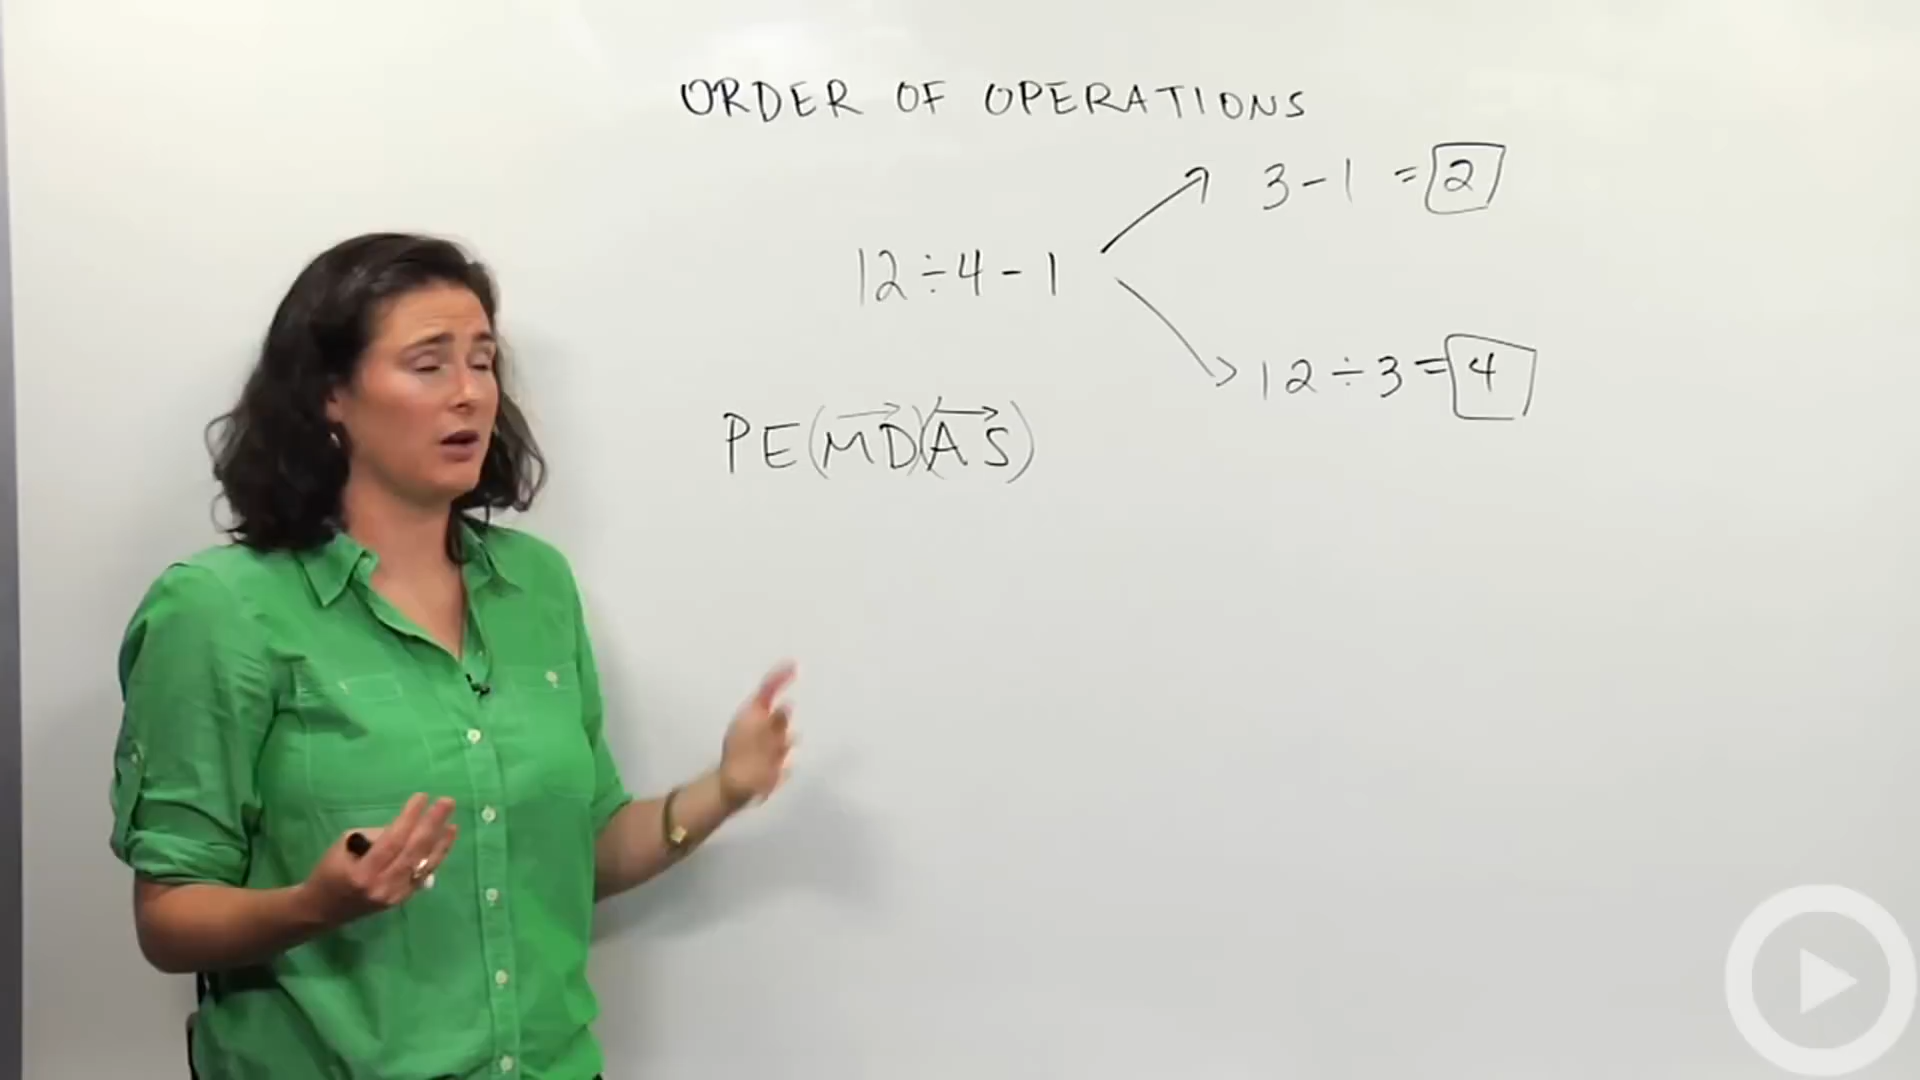 ORDER OF OPERATIONS
3 - 1 = 2
12 ÷ 4 - 1
12 ÷ 3 = 4
PE(MD)(AS)